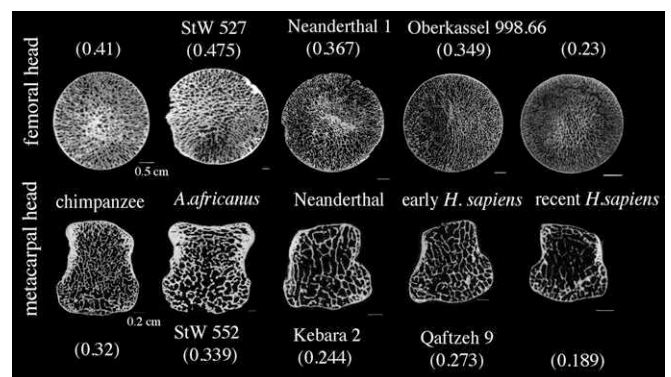 StW 527 Neanderthal 1 Oberkassel 998.66
(0.41) (0.475) (0.367) (0.349) (0.23)
femoral head
0.5 cm
chimpanzee A.africanus Neanderthal early H. sapiens recent H.sapiens
metacarpal head
0.2 cm
StW 552 Kebara 2 Qaftzeh 9
(0.32) (0.339) (0.244) (0.273) (0.189)